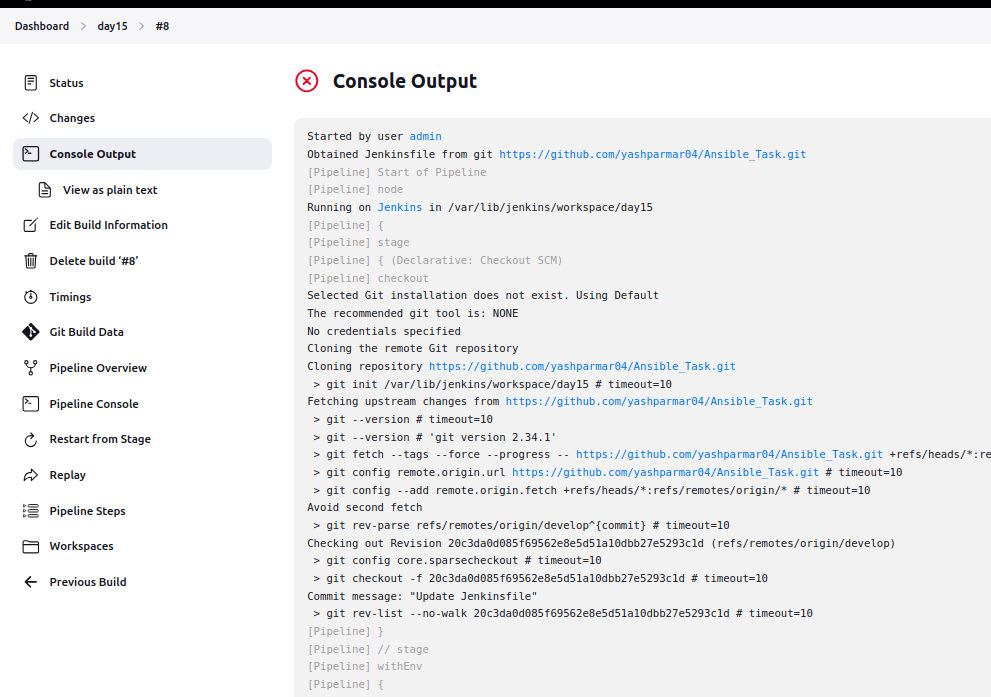 Dashboard > day15 > #8
Status
Changes
Console Output
View as plain text
Edit Build Information
Delete build ‘#8’
Timings
Git Build Data
Pipeline Overview
Pipeline Console
Restart from Stage
Replay
Pipeline Steps
Workspaces
Previous Build
Console Output
Started by user admin
Obtained Jenkinsfile from git https://github.com/yashparmar04/Ansible_Task.git
[Pipeline] Start of Pipeline
[Pipeline] node
Running on Jenkins in /var/lib/jenkins/workspace/day15
[Pipeline] {
[Pipeline] stage
[Pipeline] { (Declarative: Checkout SCM)
[Pipeline] checkout
Selected Git installation does not exist. Using Default
The recommended git tool is: NONE
No credentials specified
Cloning the remote Git repository
Cloning repository https://github.com/yashparmar04/Ansible_Task.git
> git init /var/lib/jenkins/workspace/day15 # timeout=10
Fetching upstream changes from https://github.com/yashparmar04/Ansible_Task.git
> git --version # timeout=10
> git --version # 'git version 2.34.1'
> git fetch --tags --force --progress -- https://github.com/yashparmar04/Ansible_Task.git +refs/heads/*:re
> git config remote.origin.url https://github.com/yashparmar04/Ansible_Task.git # timeout=10
> git config --add remote.origin.fetch +refs/heads/*:refs/remotes/origin/* # timeout=10
Avoid second fetch
> git rev-parse refs/remotes/origin/develop^{commit} # timeout=10
Checking out Revision 20c3da0d085f69562e8e5d51a10dbb27e5293c1d (refs/remotes/origin/develop)
> git config core.sparsecheckout # timeout=10
> git checkout -f 20c3da0d085f69562e8e5d51a10dbb27e5293c1d # timeout=10
Commit message: "Update Jenkinsfile"
> git rev-list --no-walk 20c3da0d085f69562e8e5d51a10dbb27e5293c1d # timeout=10
[Pipeline] }
[Pipeline] // stage
[Pipeline] withEnv
[Pipeline] {